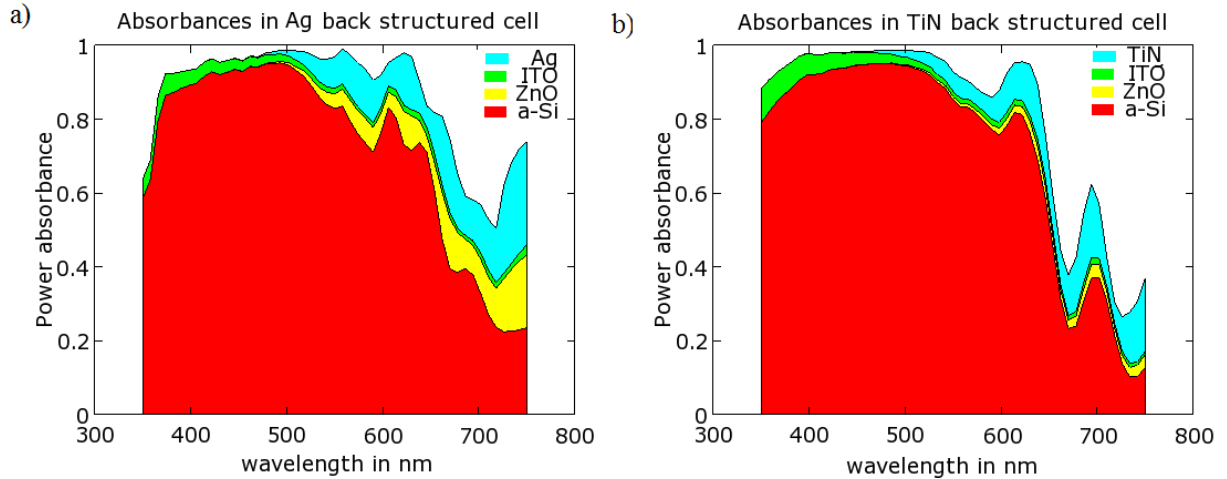 a)
Absorbances in Ag back structured cell
Power absorbance
1
0.8
0.6
0.4
0.2
0
Ag
ITO
ZnO
a-Si
300 400 500 600 700 800
wavelength in nm
b)
Absorbances in TiN back structured cell
Power absorbance
1
0.8
0.6
0.4
0.2
0
TiN
ITO
ZnO
a-Si
300 400 500 600 700 800
wavelength in nm